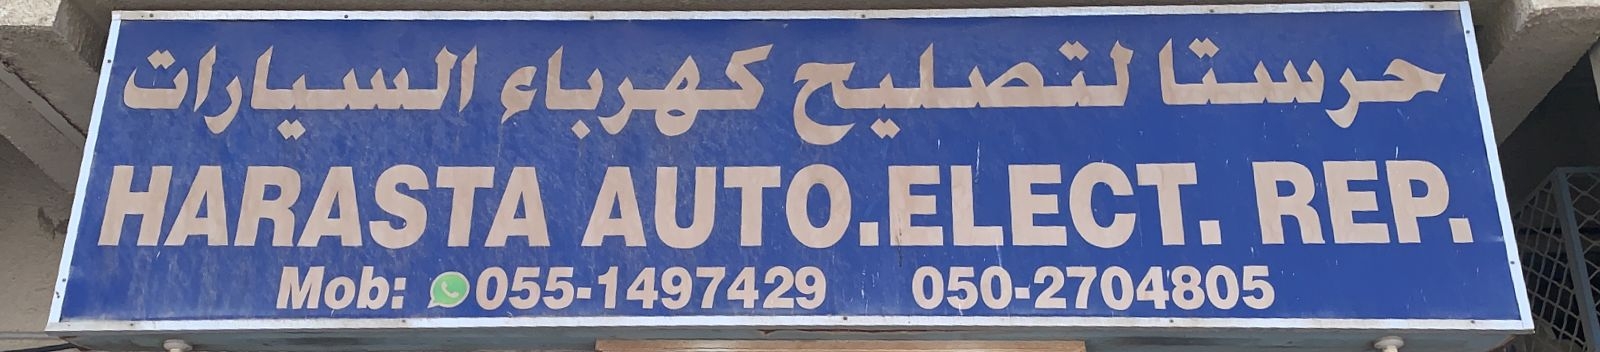 حرستا لتصليح كهرباء السيارات
HARASTA AUTO.ELECT. REP.
Mob: 055-1497429 050-2704805